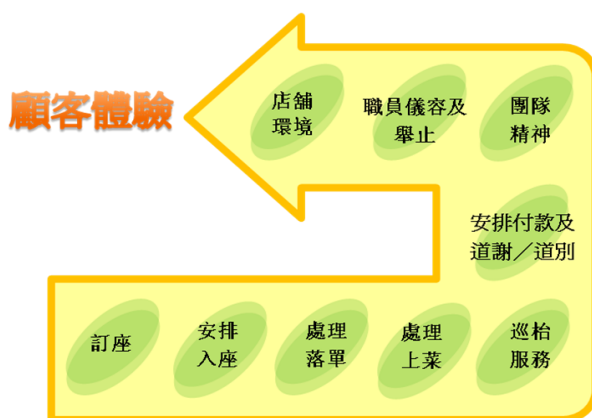 顧客體驗
店舖
環境
職員儀容及
舉止
團隊
精神
安排付款及
道謝／道別
訂座
安排
入座
處理
落單
處理
上菜
巡枱
服務